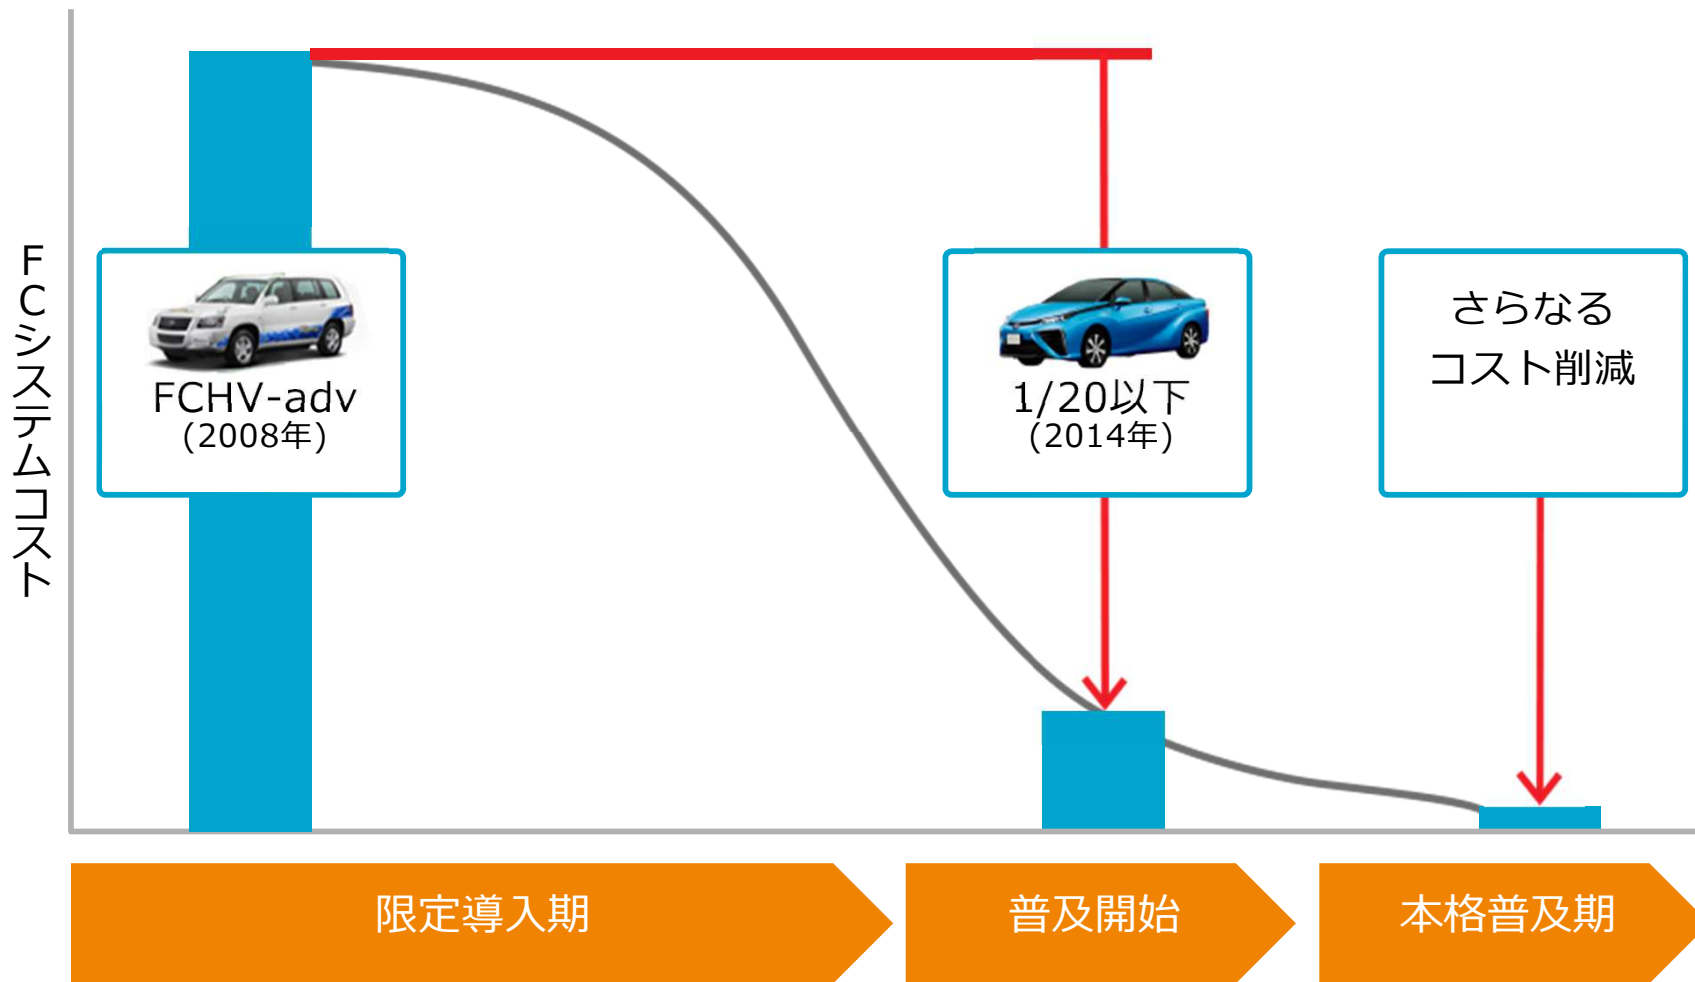 FCシステムコスト
FCHV-adv
(2008年)
1/20以下
(2014年)
さらなる
コスト削減
限定導入期
普及開始
本格普及期